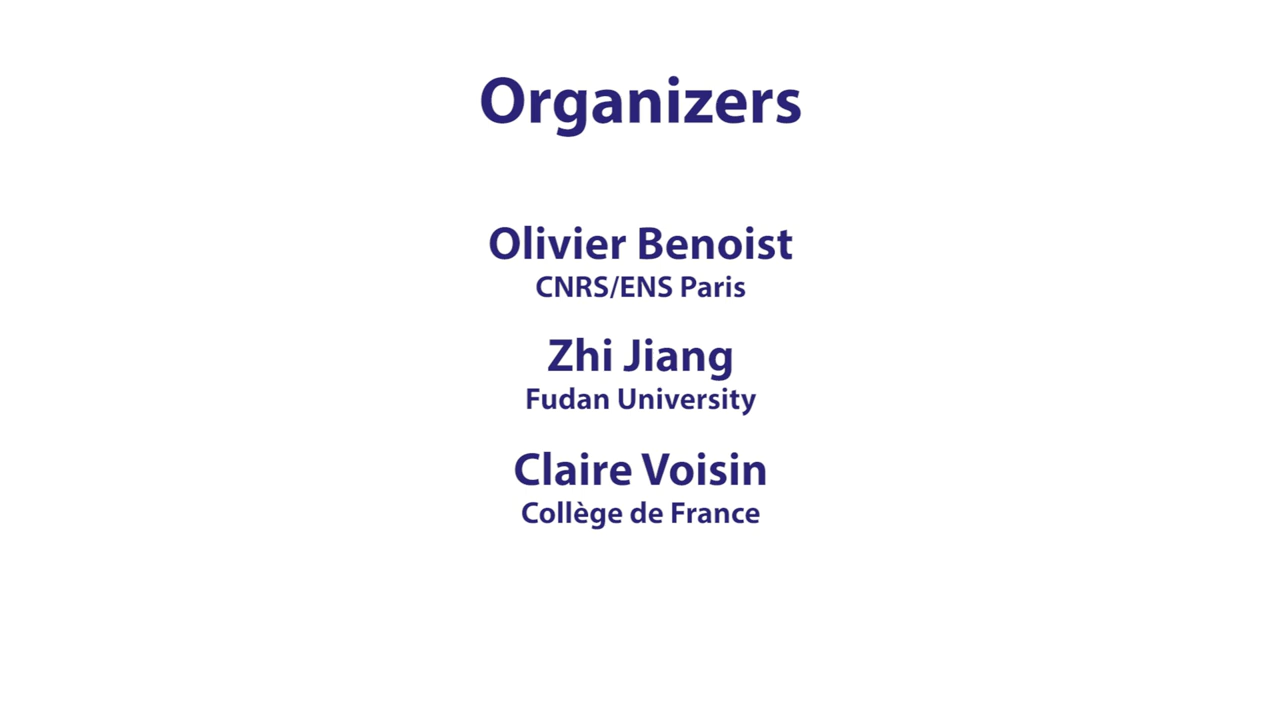 Organizers
Olivier Benoist
CNRS/ENS Paris
Zhi Jiang
Fudan University
Claire Voisin
Collège de France